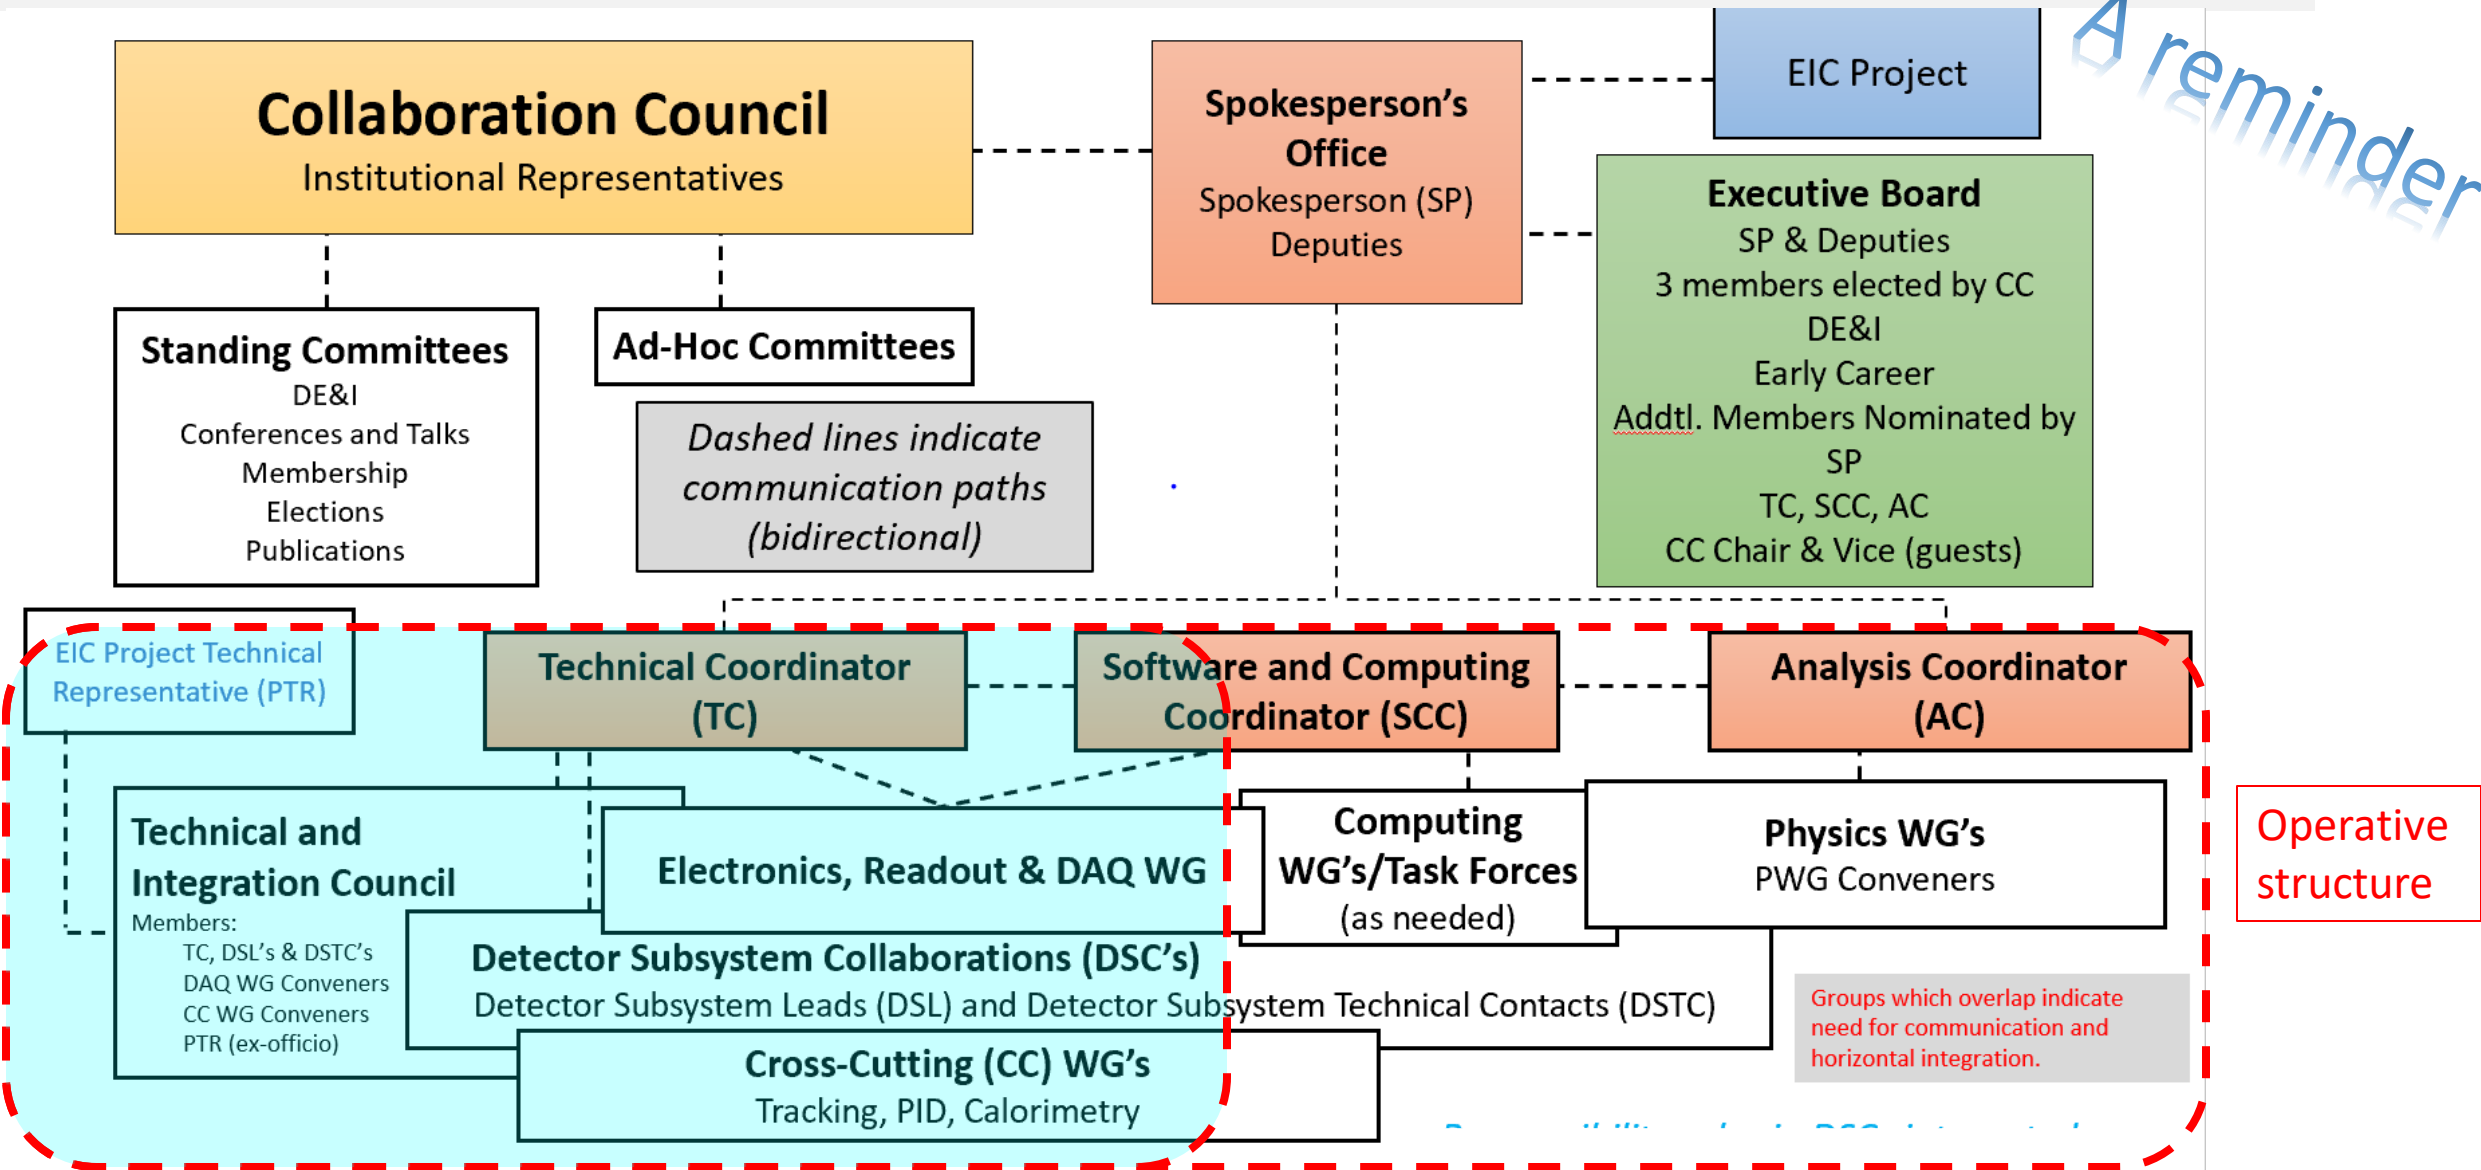 A reminder
Collaboration Council
Institutional Representatives
Spokesperson's
Office
Spokesperson (SP)
Deputies
EIC Project
Executive Board
SP & Deputies
3 members elected by CC
DE&I
Early Career
Addtl. Members Nominated by
SP
TC, SCC, AC
CC Chair & Vice (guests)
Standing Committees
DE&I
Conferences and Talks
Membership
Elections
Publications
Ad-Hoc Committees
Dashed lines indicate
communication paths
(bidirectional)
EIC Project Technical
Representative (PTR)
Technical Coordinator
(TC)
Software and Computing
Coordinator (SCC)
Analysis Coordinator
(AC)
Technical and
Integration Council
Members:
TC, DSL's & DSTC's
DAQ WG Conveners
CC WG Conveners
PTR (ex-officio)
Electronics, Readout & DAQ WG
Computing
WG's/Task Forces
(as needed)
Physics WG's
PWG Conveners
Operative
structure
Detector Subsystem Collaborations (DSC's)
Detector Subsystem Leads (DSL) and Detector Subsystem Technical Contacts (DSTC)
Cross-Cutting (CC) WG's
Tracking, PID, Calorimetry
Groups which overlap indicate
need for communication and
horizontal integration.